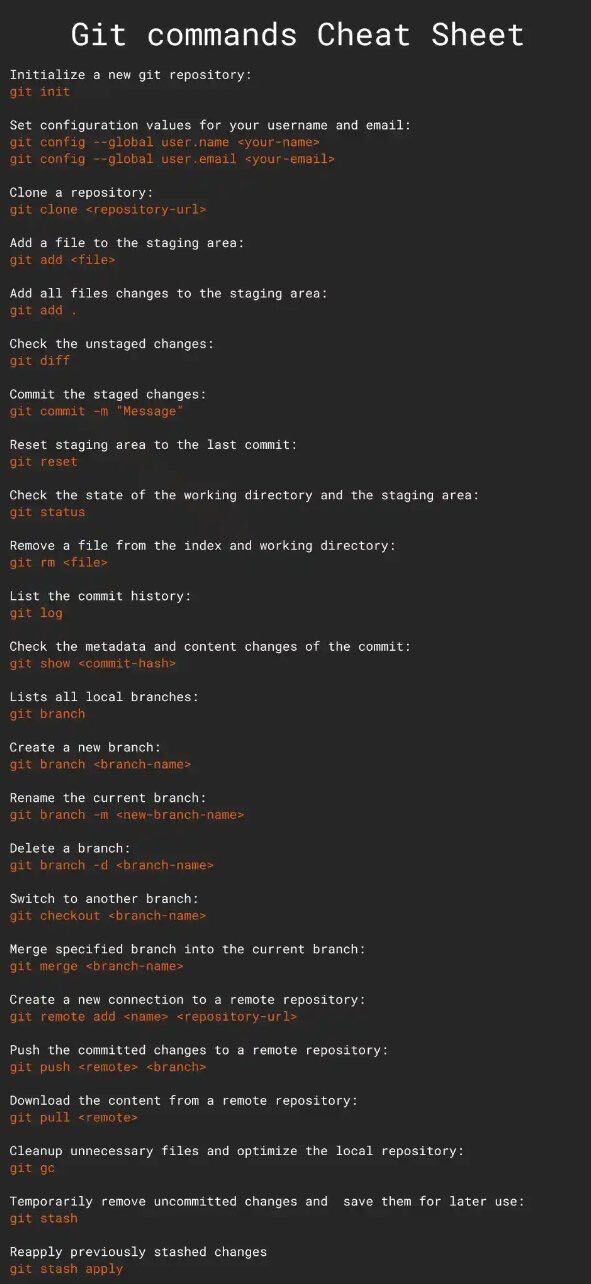 Git commands Cheat Sheet
Initialize a new git repository:
git init
Set configuration values for your username and email:
git config --global user.name <your-name>
git config --global user.email <your-email>
Clone a repository:
git clone <repository-url>
Add a file to the staging area:
git add <file>
Add all files changes to the staging area:
git add .
Check the unstaged changes:
git diff
Commit the staged changes:
git commit -m "Message"
Reset staging area to the last commit:
git reset
Check the state of the working directory and the staging area:
git status
Remove a file from the index and working directory:
git rm <file>
List the commit history:
git log
Check the metadata and content changes of the commit:
git show <commit-hash>
Lists all local branches:
git branch
Create a new branch:
git branch <branch-name>
Rename the current branch:
git branch -m <new-branch-name>
Delete a branch:
git branch -d <branch-name>
Switch to another branch:
git checkout <branch-name>
Merge specified branch into the current branch:
git merge <branch-name>
Create a new connection to a remote repository:
git remote add <name> <repository-url>
Push the committed changes to a remote repository:
git push <remote> <branch>
Download the content from a remote repository:
git pull <remote>
Cleanup unnecessary files and optimize the local repository:
git gc
Temporarily remove uncommitted changes and  save them for later use:
git stash
Reapply previously stashed changes
git stash apply